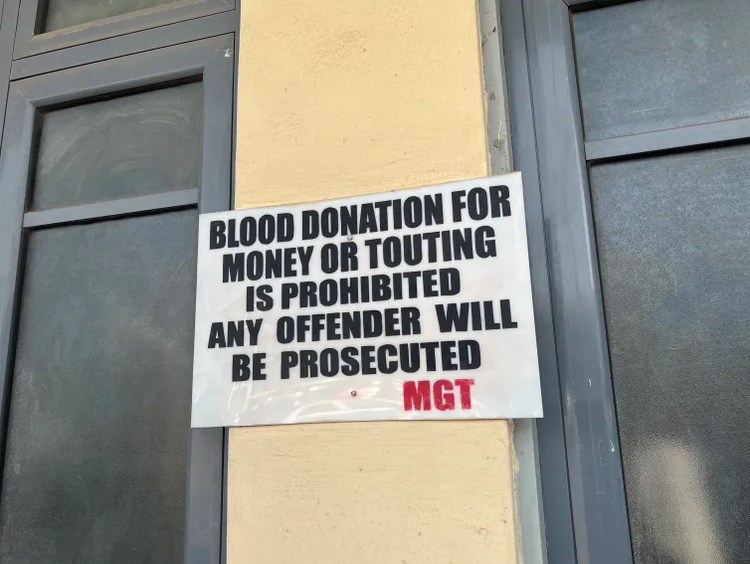 BLOOD DONATION FOR
MONEY OR TOUTING
IS PROHIBITED
ANY OFFENDER WILL
BE PROSECUTED
MGT